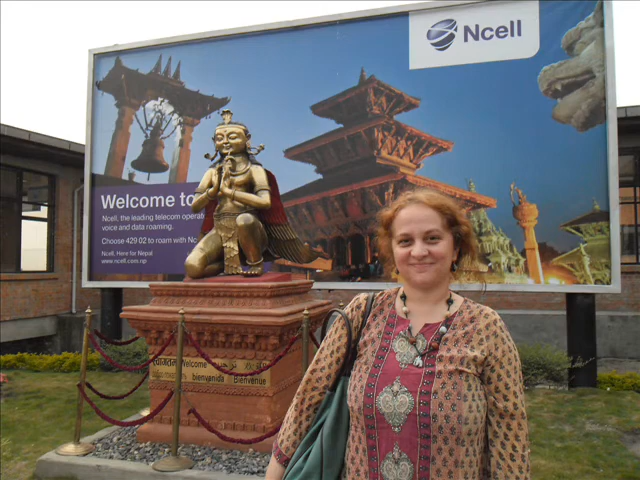 Ncell
Welcome to
Ncell, the leading telecom operat
voice and data roaming.
Choose 429 02 to roam with Nc
Ncell, Here for Nepal
www.ncell.com.np
Welcome
bienvenida Bienvenue